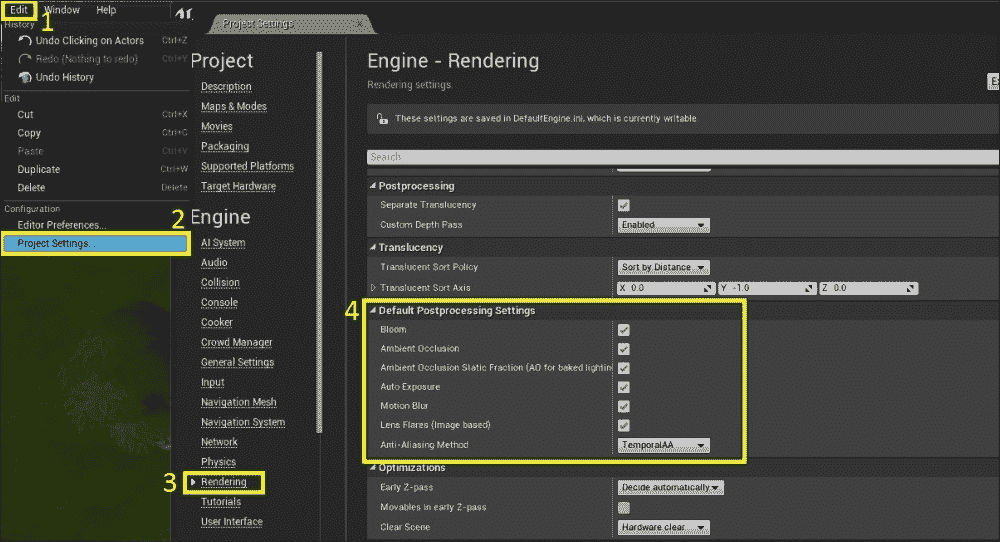 Edit Window Help
1
History
Undo Clicking on Actors Ctrl+Z
Redo (Nothing to redo) Ctrl+Y
Undo History
Edit
Cut Ctrl+X
Copy Ctrl+C
Paste Ctrl+V
Duplicate Ctrl+W
Delete Delete
Configuration
Editor Preferences...
2
Project Settings...
Project Settings
Project
Description
Maps & Modes
Movies
Packaging
Supported Platforms
Target Hardware
Engine
AI System
Audio
Collision
Console
Cooker
Crowd Manager
General Settings
Input
Navigation Mesh
Navigation System
Network
Physics
3
Rendering
Tutorials
User Interface
Engine - Rendering
Rendering settings.
These settings are saved in DefaultEngine.ini, which is currently writable
Search
Postprocessing
Separate Translucency
Custom Depth Pass Enabled
Translucency
Translucent Sort Policy Sort by Distance
Translucent Sort Axis X 0.0 Y -1.0 Z 0.0
4
Default Postprocessing Settings
Bloom
Ambient Occlusion
Ambient Occlusion Static Fraction (AO for baked lightin
Auto Exposure
Motion Blur
Lens Flares (Image based)
Anti-Aliasing Method TemporalAA
Optimizations
Early Z-pass Decide automatically
Movables in early Z-pass
Clear Scene Hardware clear